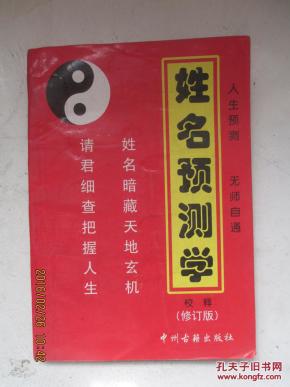 人生预测　无师自通
姓名预测学
校释
(修订版)
中州古籍出版社
姓名暗藏天地玄机
请君细查把握人生
2016/02/26 10:42
孔夫子旧书网